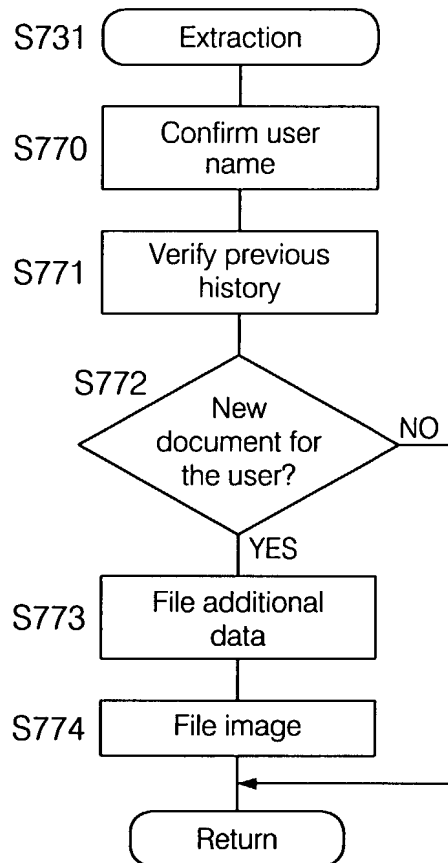 S731
Extraction
S770
Confirm user
name
S771
Verify previous
history
S772
New
document for
the user?
NO
YES
S773
File additional
data
S774
File image
Return